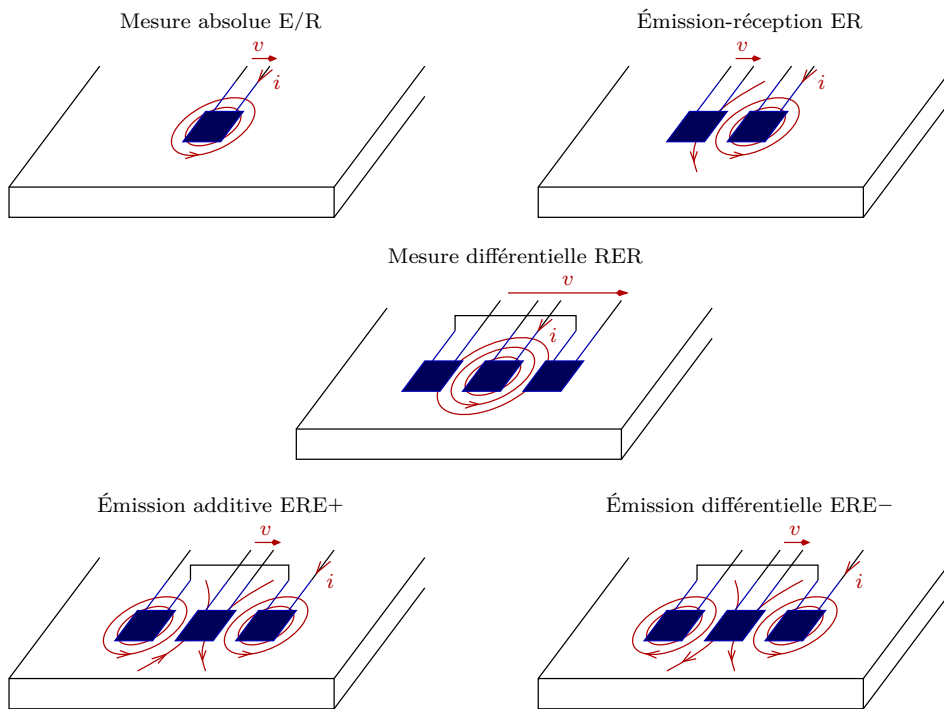 Mesure absolue E/R
v
i
Émission-réception ER
v
i
Mesure différentielle RER
v
i
Émission additive ERE+
v
i
Émission différentielle ERE−
v
i